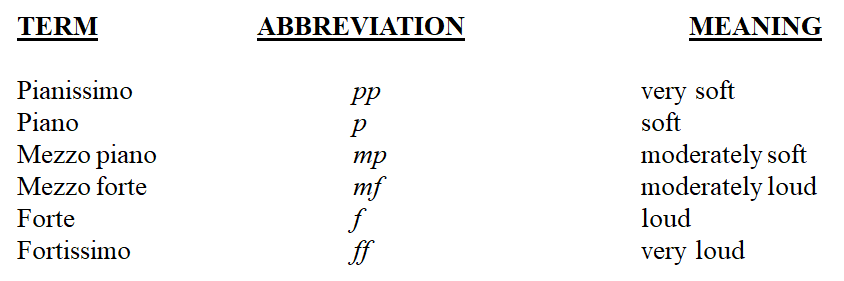 TERM ABBREVIATION MEANING
Pianissimo pp very soft
Piano p soft
Mezzo piano mp moderately soft
Mezzo forte mf moderately loud
Forte f loud
Fortissimo ff very loud